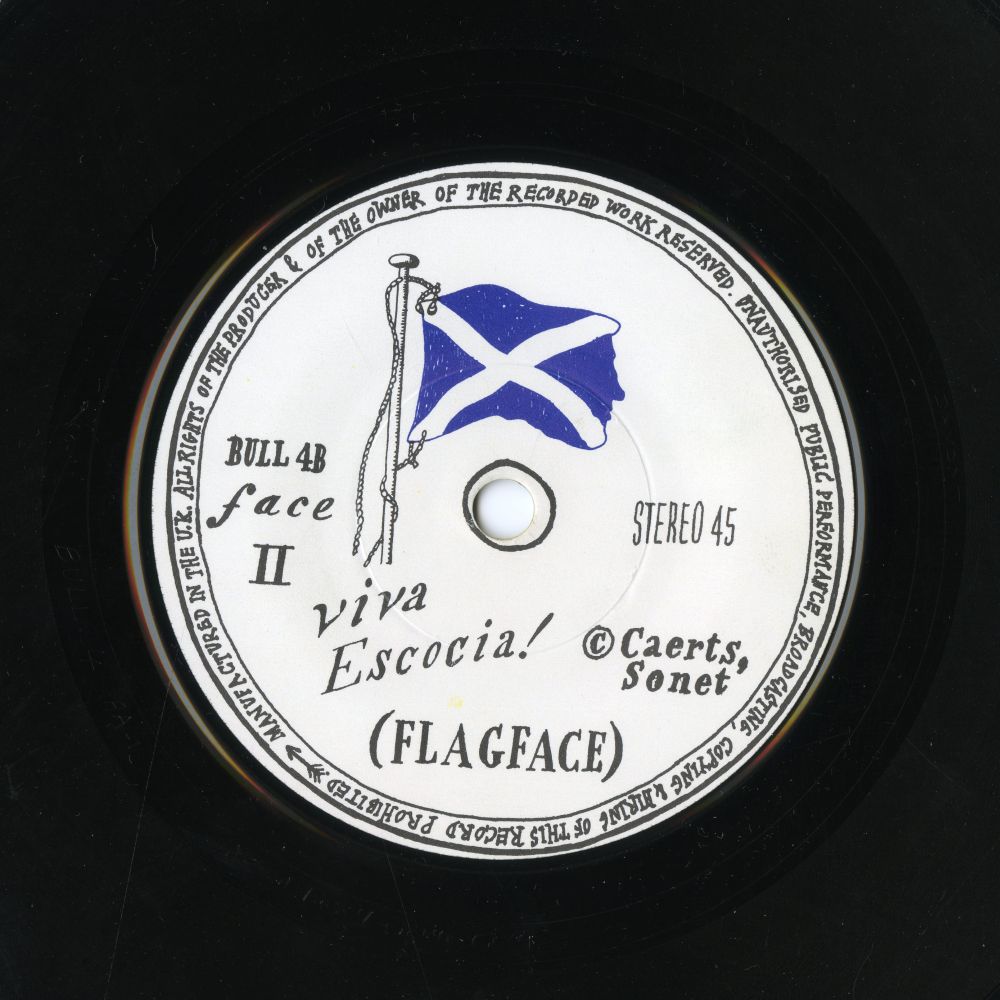 MANUFACTURED IN THE U.K. ALL RIGHTS OF THE PRODUCER & OF THE OWNER OF THE RECORDED WORK RESERVED. UNAUTHORISED PUBLIC PERFORMANCE, BROADCASTING, COPYING & HIRING OF THIS RECORD PROHIBITED
BULL 4B
face
II
STEREO 45
viva
Escocia!
© Caerts,
Sonet
(FLAGFACE)